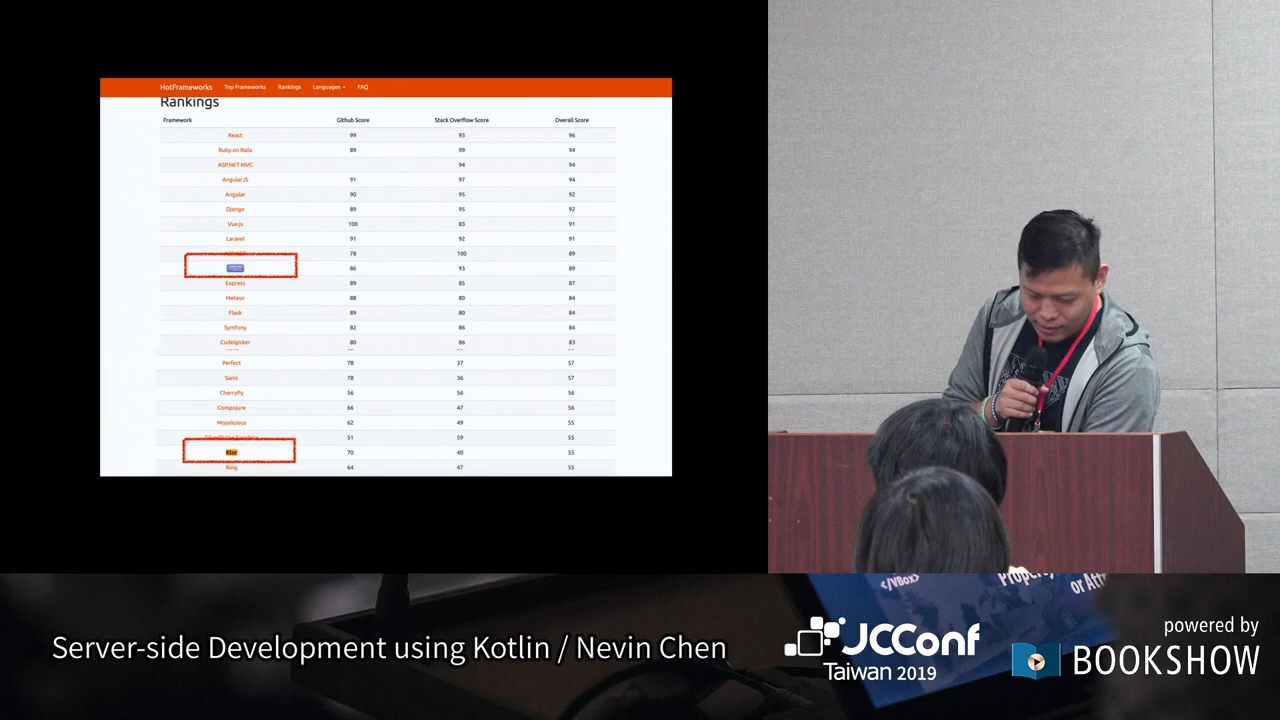 HotFrameworks Top Frameworks Rankings Languages FAQ
Rankings
Framework Github Score Stack Overflow Score Overall Score
React 99 93 96
Ruby on Rails 89 99 94
ASP.NET MVC 94 94
AngularJS 91 97 94
Angular 90 95 92
Django 89 95 92
Vue.js 100 83 91
Laravel 91 92 91
78 100 89
86 93 89
Express 89 85 87
Meteor 88 80 84
Flask 89 80 84
Symfony 82 86 84
CodeIgniter 80 86 83
Perfect 78 37 57
Sanic 78 36 57
CherryPy 56 56 56
Compojure 66 47 56
Mojolicious 62 49 55
51 59 55
Ktor 70 40 55
Ring 64 47 55
</VBox>
Property
or Att
Server-side Development using Kotlin / Nevin Chen
JCConf
Taiwan 2019
powered by
BOOKSHOW